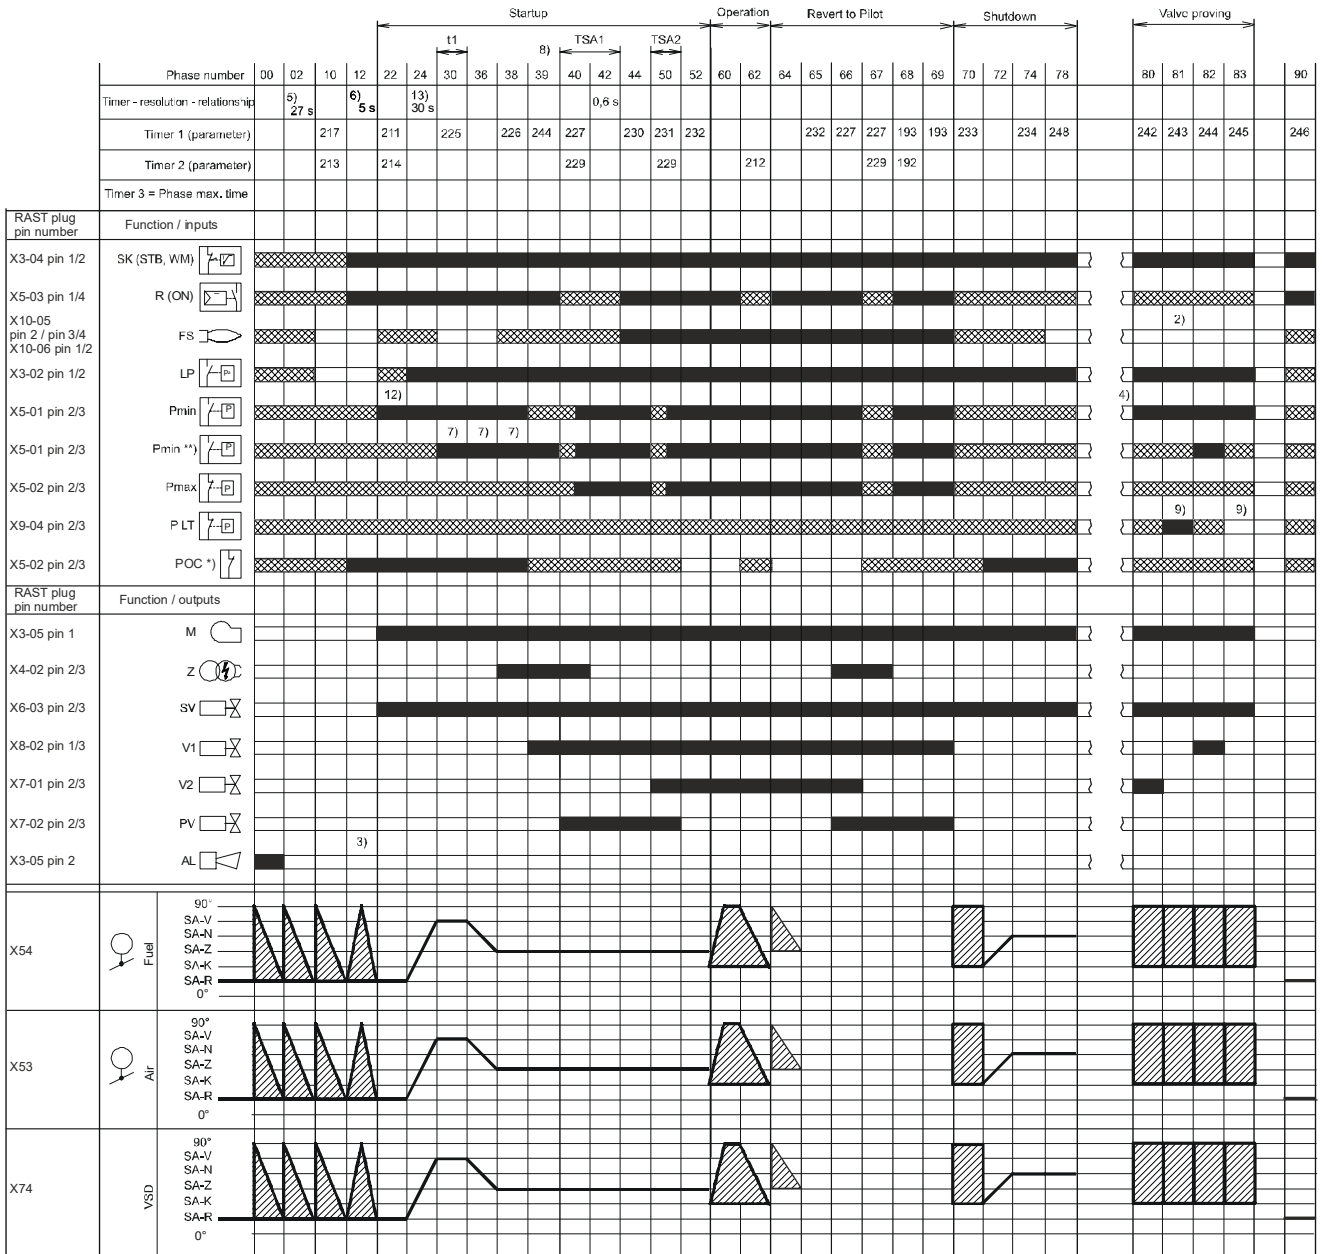 Startup Operation Revert to Pilot Shutdown Valve proving
t1 8) TSA1 TSA2
Phase number 00 02 10 12 22 24 30 36 38 39 40 42 44 50 52 60 62 64 65 66 67 68 69 70 72 74 78 80 81 82 83 90
Timer - resolution - relationship 5) 27 s 6) 5 s 13) 30 s 0,6 s
Timer 1 (parameter) 217 211 225 226 244 227 230 231 232 232 227 227 193 193 233 234 248 242 243 244 245 246
Timer 2 (parameter) 213 214 229 229 212 229 192
Timer 3 = Phase max. time
RAST plug
pin number
Function / inputs
X3-04 pin 1/2 SK (STB, WM)
X5-03 pin 1/4 R (ON)
X10-05
pin 2 / pin 3/4
X10-06 pin 1/2
FS 2)
X3-02 pin 1/2 LP P
12) 4)
X5-01 pin 2/3 Pmin P
7) 7) 7)
X5-01 pin 2/3 Pmin **) P
X5-02 pin 2/3 Pmax P
9) 9)
X9-04 pin 2/3 P LT P
X5-02 pin 2/3 POC *)
RAST plug
pin number
Function / outputs
X3-05 pin 1 M
X4-02 pin 2/3 Z
X6-03 pin 2/3 SV
X8-02 pin 1/3 V1
X7-01 pin 2/3 V2
X7-02 pin 2/3 PV
3)
X3-05 pin 2 AL
X54 Fuel
90°
SA-V
SA-N
SA-Z
SA-K
SA-R
0°
X53 Air
90°
SA-V
SA-N
SA-Z
SA-K
SA-R
0°
X74 VSD
90°
SA-V
SA-N
SA-Z
SA-K
SA-R
0°